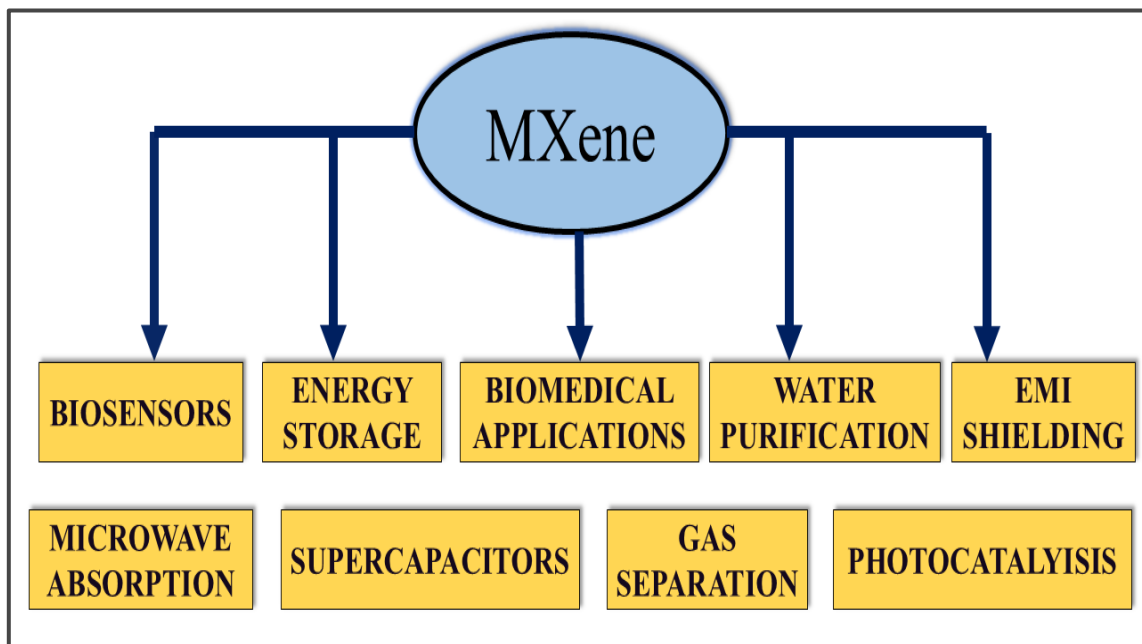 MXene
BIOSENSORS
ENERGY
STORAGE
BIOMEDICAL
APPLICATIONS
WATER
PURIFICATION
EMI
SHIELDING
MICROWAVE
ABSORPTION
SUPERCAPACITORS
GAS
SEPARATION
PHOTOCATALYISIS